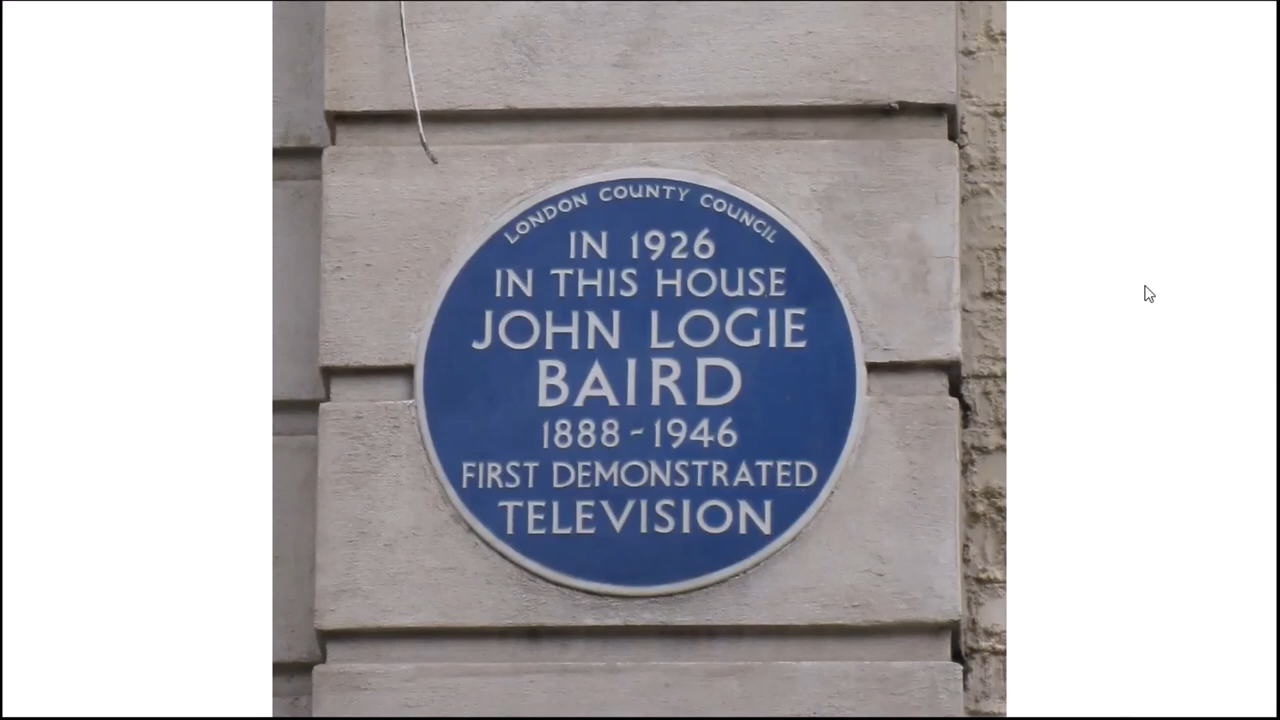 LONDON COUNTY COUNCIL
IN 1926
IN THIS HOUSE
JOHN LOGIE
BAIRD
1888-1946
FIRST DEMONSTRATED
TELEVISION